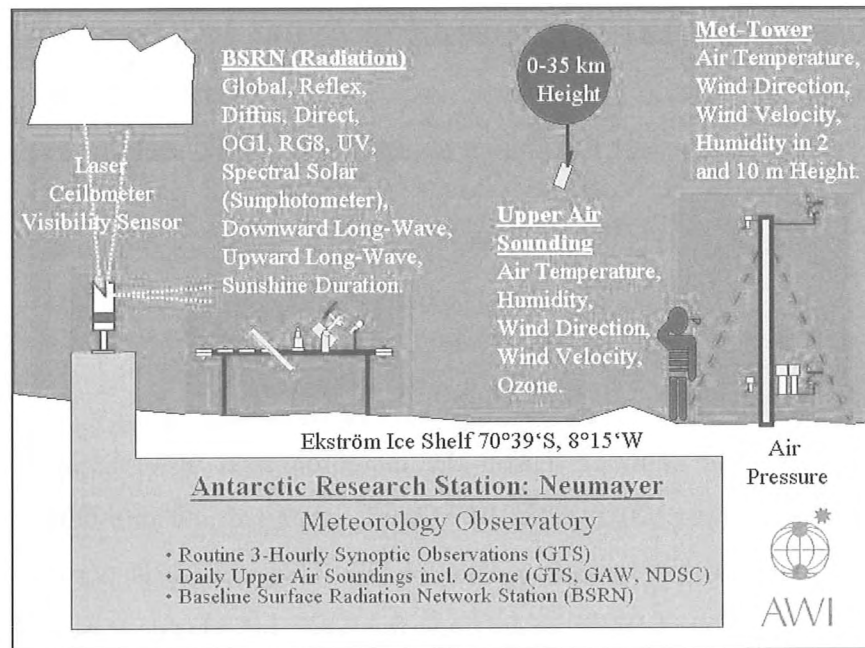 BSRN (Radiation)
Global, Reflex,
Diffus, Direct,
OG1, RG8, UV,
Spectral Solar
(Sunphotometer),
Downward Long-Wave,
Upward Long-Wave,
Sunshine Duration.
Laser
Ceilometer
Visibility Sensor
0-35 km
Height
Upper Air
Sounding
Air Temperature,
Humidity,
Wind Direction,
Wind Velocity,
Ozone.
Met-Tower
Air Temperature,
Wind Direction,
Wind Velocity,
Humidity in 2
and 10 m Height.
Ekström Ice Shelf 70°39‘S, 8°15‘W
Air
Pressure
Antarctic Research Station: Neumayer
Meteorology Observatory
• Routine 3-Hourly Synoptic Observations (GTS)
• Daily Upper Air Soundings incl. Ozone (GTS, GAW, NDSC)
• Baseline Surface Radiation Network Station (BSRN)
AWI